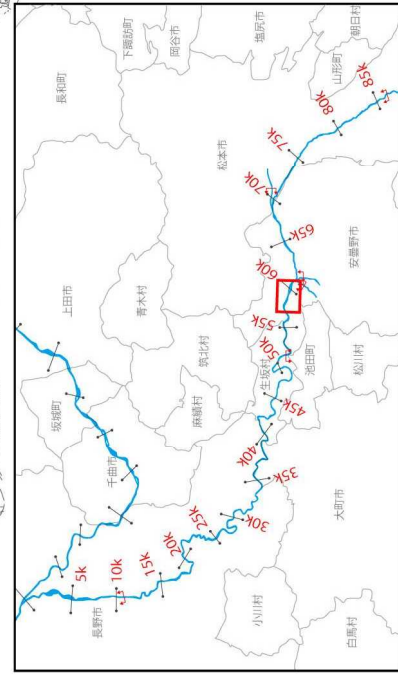 長和町
下諏訪町
岡谷市
塩尻市
朝日村
山形村
85k
80k
75k
松本市
70k
65k
安曇野市
60k
上田市
青木村
筑北村
麻績村
生坂村
池田町
松川村
55k
50k
45k
40k
35k
坂城町
千曲市
大町市
30k
25k
20k
15k
10k
5k
長野市
小川村
白馬村